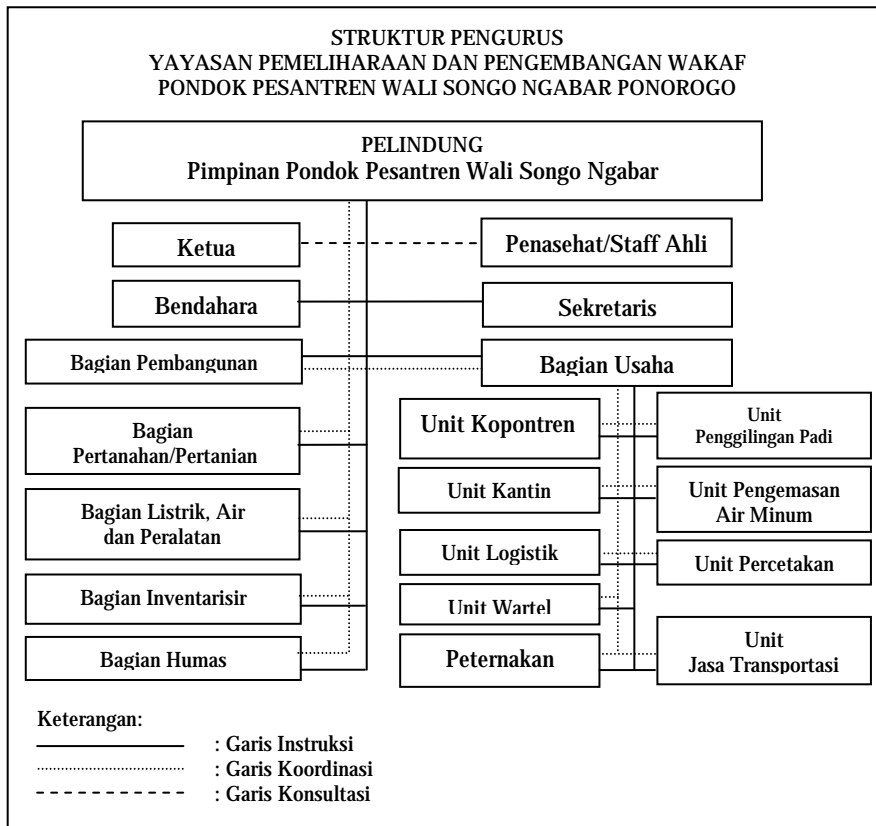 STRUKTUR PENGURUS
YAYASAN PEMELIHARAAN DAN PENGEMBANGAN WAKAF
PONDOK PESANTREN WALI SONGO NGABAR PONOROGO
PELINDUNG
Pimpinan Pondok Pesantren Wali Songo Ngabar
Ketua
Penasehat/Staff Ahli
Bendahara
Sekretaris
Bagian Pembangunan
Bagian Usaha
Bagian
Pertanahan/Pertanian
Unit Kopontren
Unit
Penggilingan Padi
Bagian Listrik, Air
dan Peralatan
Unit Kantin
Unit Pengemasan
Air Minum
Unit Logistik
Unit Percetakan
Bagian Inventarisir
Unit Wartel
Bagian Humas
Peternakan
Unit
Jasa Transportasi
Keterangan:
: Garis Instruksi
: Garis Koordinasi
: Garis Konsultasi